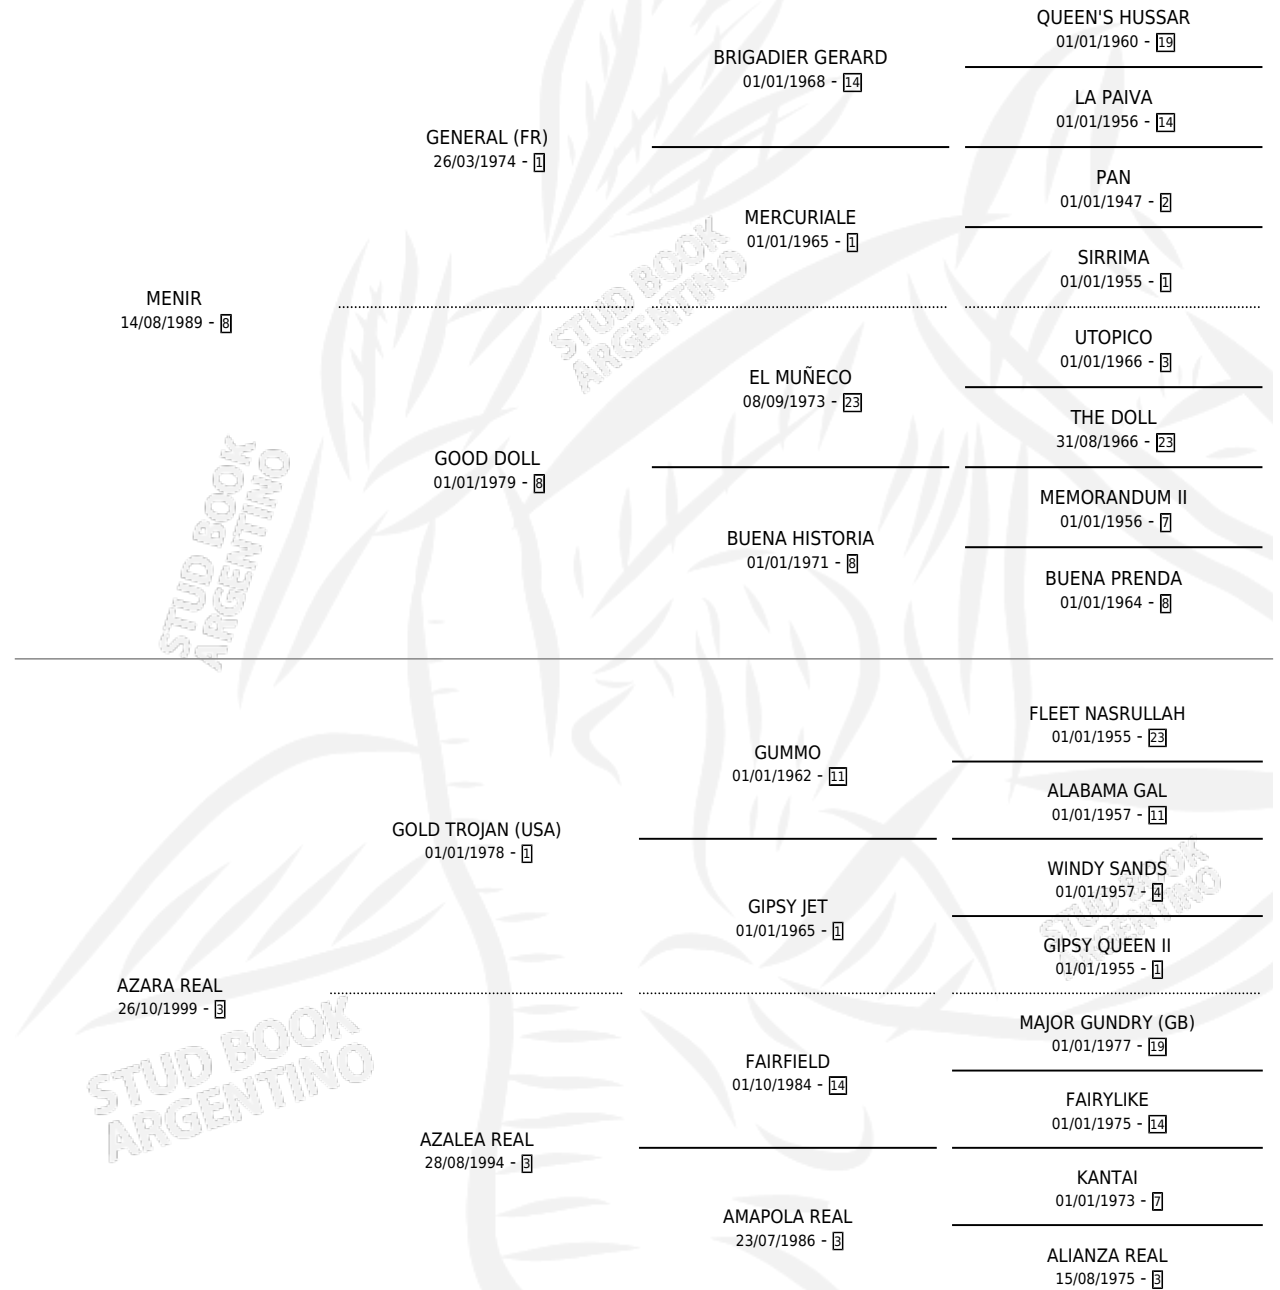 QUEEN'S HUSSAR
01/01/1960 - 19
BRIGADIER GERARD
01/01/1968 - 14
LA PAIVA
01/01/1956 - 14
GENERAL (FR)
26/03/1974 - 1
PAN
01/01/1947 - 2
MERCURIALE
01/01/1965 - 1
SIRRIMA
01/01/1955 - 1
MENIR
14/08/1989 - 8
STUD BOOK
ARGENTINO
UTOPICO
01/01/1966 - 3
EL MUÑECO
08/09/1973 - 23
THE DOLL
31/08/1966 - 23
GOOD DOLL
01/01/1979 - 8
MEMORANDUM II
01/01/1956 - 7
BUENA HISTORIA
01/01/1971 - 8
BUENA PRENDA
01/01/1964 - 8
STUD BOOK
ARGENTINO
FLEET NASRULLAH
01/01/1955 - 23
GUMMO
01/01/1962 - 11
ALABAMA GAL
01/01/1957 - 11
GOLD TROJAN (USA)
01/01/1978 - 1
WINDY SANDS
01/01/1957 - 4
GIPSY JET
01/01/1965 - 1
STUD BOOK
ARGENTINO
GIPSY QUEEN II
01/01/1955 - 1
AZARA REAL
26/10/1999 - 3
STUD BOOK
ARGENTINO
MAJOR GUNDRY (GB)
01/01/1977 - 19
FAIRFIELD
01/10/1984 - 14
FAIRYLIKE
01/01/1975 - 14
AZALEA REAL
28/08/1994 - 3
KANTAI
01/01/1973 - 7
AMAPOLA REAL
23/07/1986 - 3
ALIANZA REAL
15/08/1975 - 3